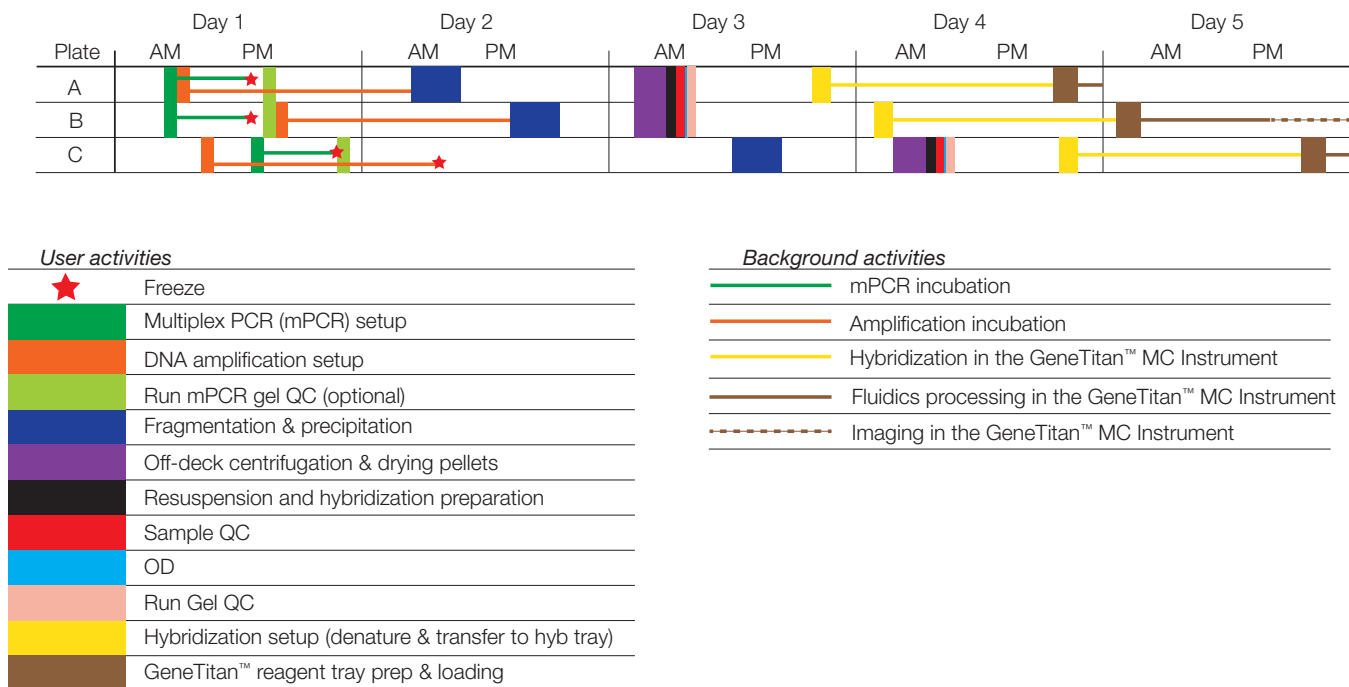 Day 1 Day 2 Day 3 Day 4 Day 5
Plate AM PM AM PM AM PM AM PM AM PM
A
B
C
User activities
Freeze
Multiplex PCR (mPCR) setup
DNA amplification setup
Run mPCR gel QC (optional)
Fragmentation & precipitation
Off-deck centrifugation & drying pellets
Resuspension and hybridization preparation
Sample QC
OD
Run Gel QC
Hybridization setup (denature & transfer to hyb tray)
GeneTitan™ reagent tray prep & loading
Background activities
mPCR incubation
Amplification incubation
Hybridization in the GeneTitan™ MC Instrument
Fluidics processing in the GeneTitan™ MC Instrument
Imaging in the GeneTitan™ MC Instrument